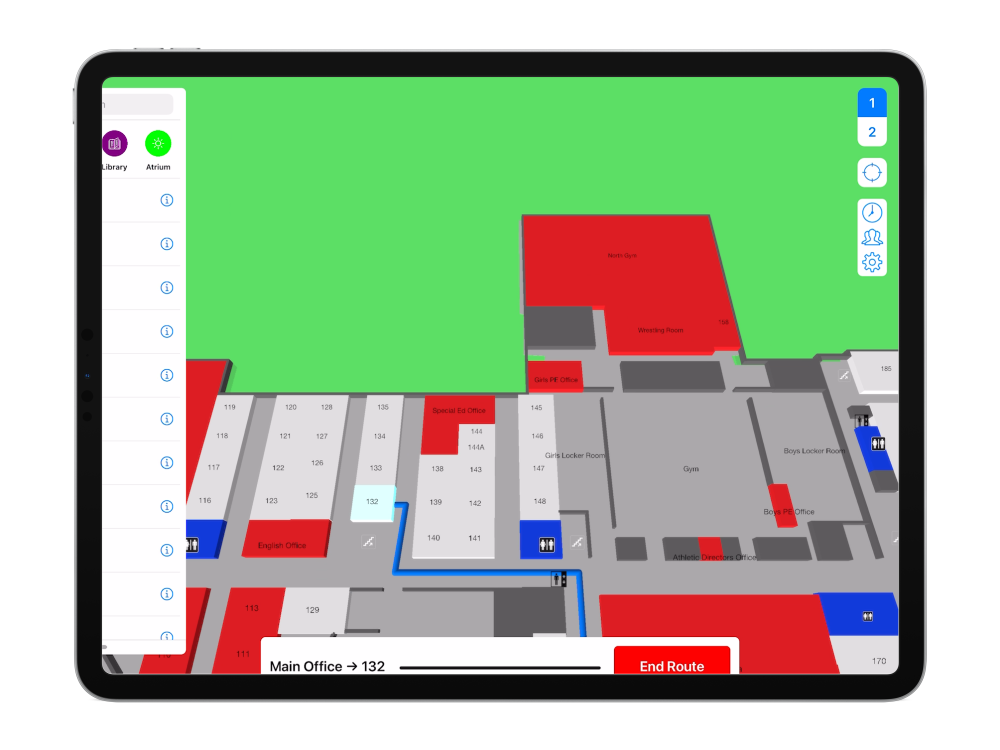 1
2
Library
Atrium
North Gym
Wrestling Room
Girls PE Office
185
119
120
128
135
Special Ed Office
145
118
121
127
134
144
146
144A
Girls Locker Room
Boys Locker Room
117
122
126
133
138
143
147
Gym
116
123
125
132
139
142
148
Boys PE Office
English Office
140
141
Athletic Directors Office
113
129
111
170
Main Office → 132
End Route